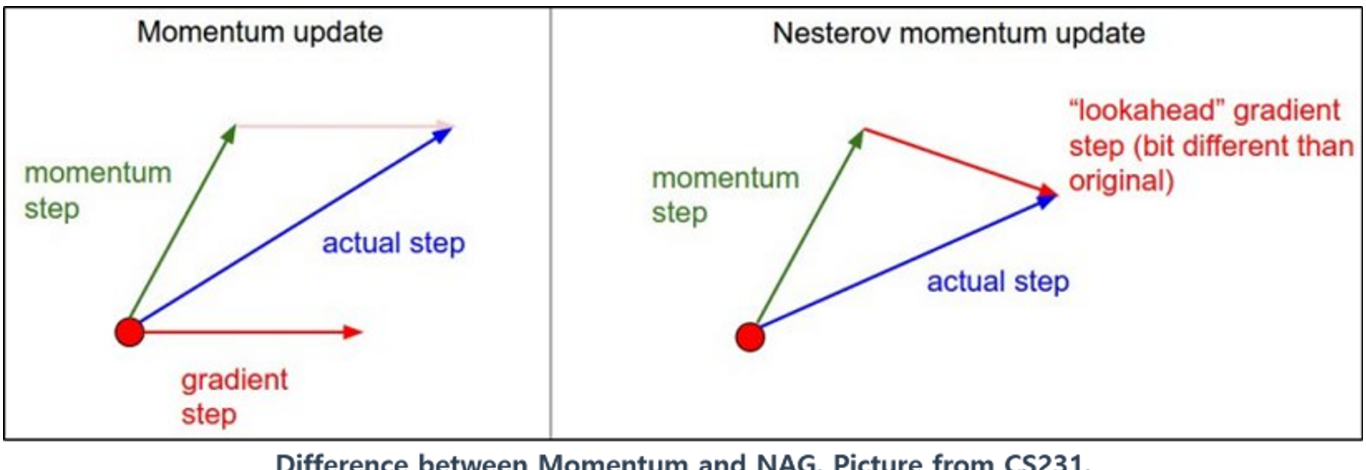 Momentum update
momentum
step
actual step
gradient
step
Nesterov momentum update
momentum
step
“lookahead” gradient
step (bit different than
original)
actual step
Difference between Momentum and NAG. Picture from CS231.